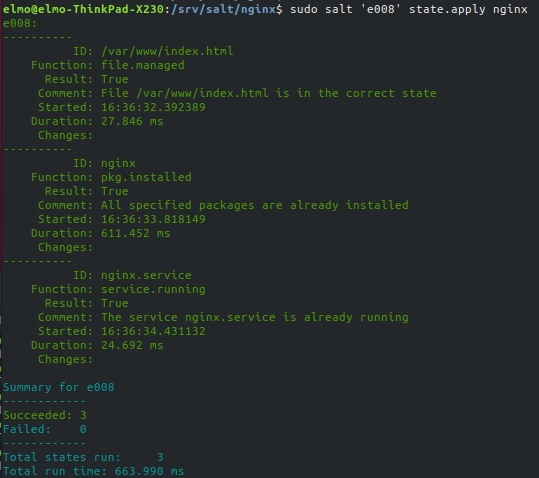 elmo@elmo-ThinkPad-X230:/srv/salt/nginx$ sudo salt 'e008' state.apply nginx
e008:
----------
          ID: /var/www/index.html
    Function: file.managed
      Result: True
     Comment: File /var/www/index.html is in the correct state
     Started: 16:36:32.392389
    Duration: 27.846 ms
     Changes:
----------
          ID: nginx
    Function: pkg.installed
      Result: True
     Comment: All specified packages are already installed
     Started: 16:36:33.818149
    Duration: 611.452 ms
     Changes:
----------
          ID: nginx.service
    Function: service.running
      Result: True
     Comment: The service nginx.service is already running
     Started: 16:36:34.431132
    Duration: 24.692 ms
     Changes:
Summary for e008
------------
Succeeded: 3
Failed:    0
------------
Total states run:     3
Total run time: 663.990 ms